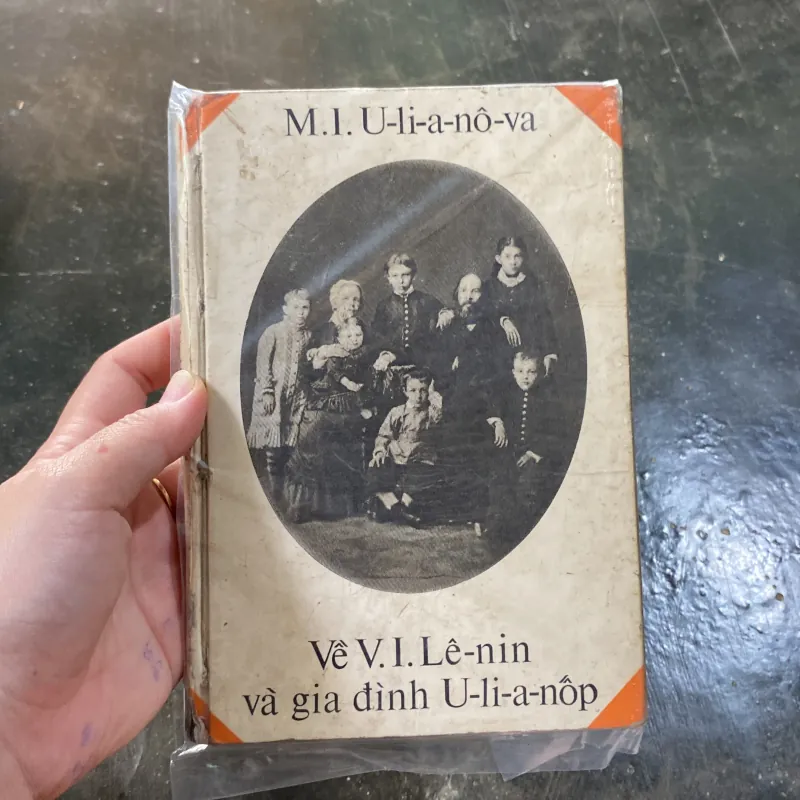 M.I. U-li-a-nô-va
Về V.I. Lê-nin
và gia đình U-li-a-nốp